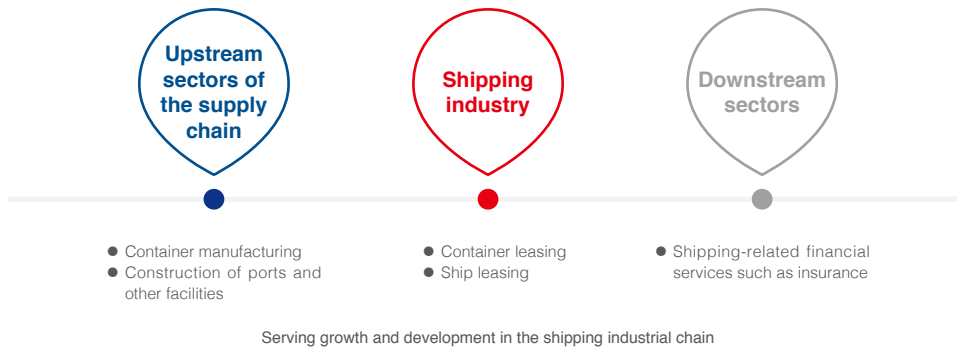 Upstream
sectors of
the supply
chain
Shipping
industry
Downstream
sectors
● Container manufacturing
● Construction of ports and
other facilities
● Container leasing
● Ship leasing
● Shipping-related financial
services such as insurance
Serving growth and development in the shipping industrial chain